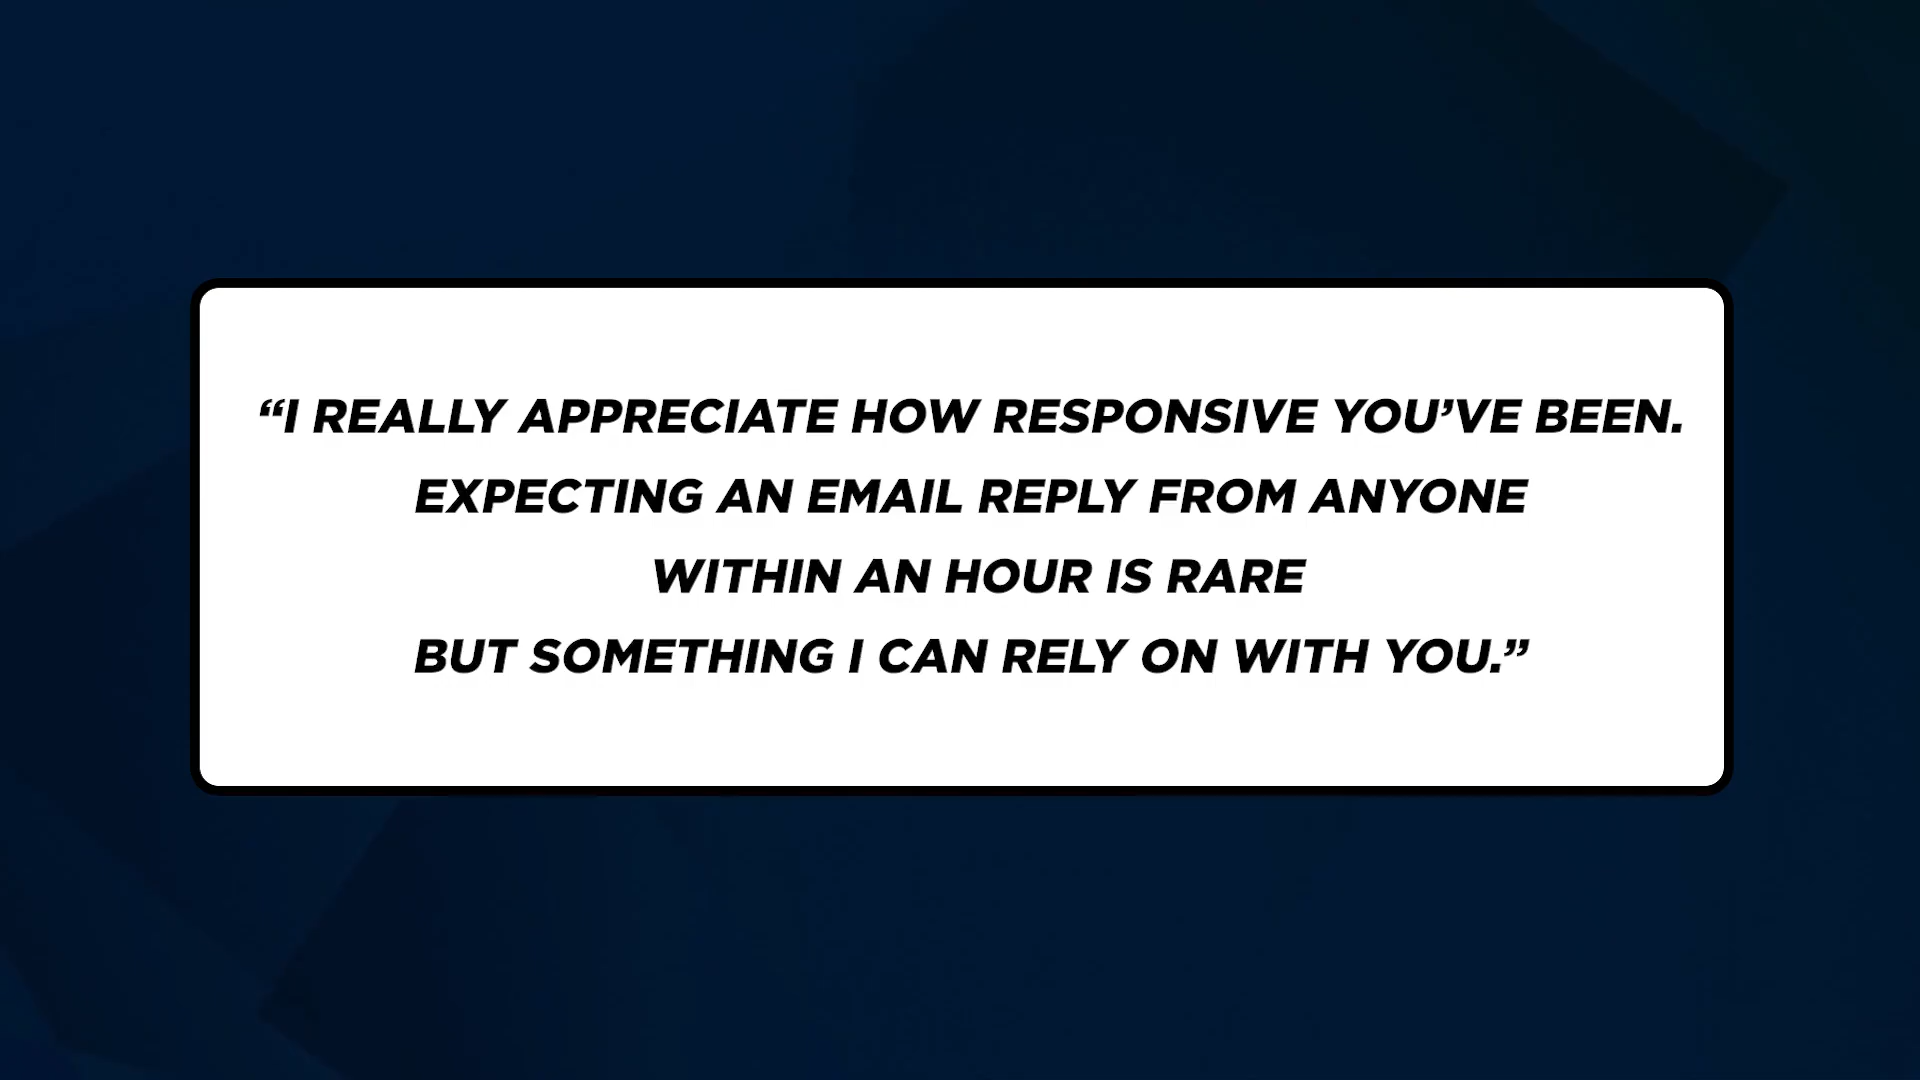 “I REALLY APPRECIATE HOW RESPONSIVE YOU’VE BEEN.
EXPECTING AN EMAIL REPLY FROM ANYONE
WITHIN AN HOUR IS RARE
BUT SOMETHING I CAN RELY ON WITH YOU.”